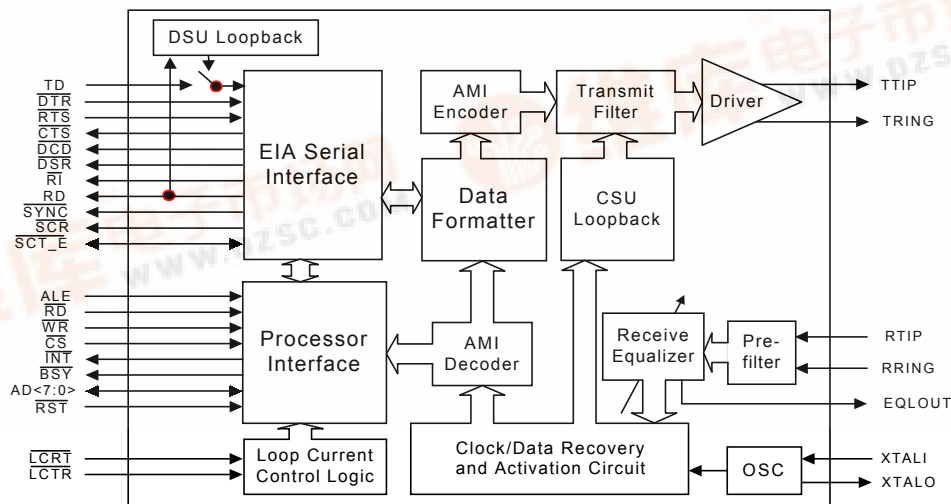 DSU Loopback
TD
DTR
RTS
CTS
DCD
DSR
RI
RD
SYNC
SCR
SCT_E
EIA Serial
Interface
AMI
Encoder
Transmit
Filter
Driver
TTIP
TRING
Data
Formatter
CSU
Loopback
ALE
RD
WR
CS
INT
BSY
AD<7:0>
RST
Processor
Interface
AMI
Decoder
Receive
Equalizer
Pre-
filter
RTIP
RRING
EQLOUT
LCRT
LCTR
Loop Current
Control Logic
Clock/Data Recovery
and Activation Circuit
OSC
XTALI
XTALO